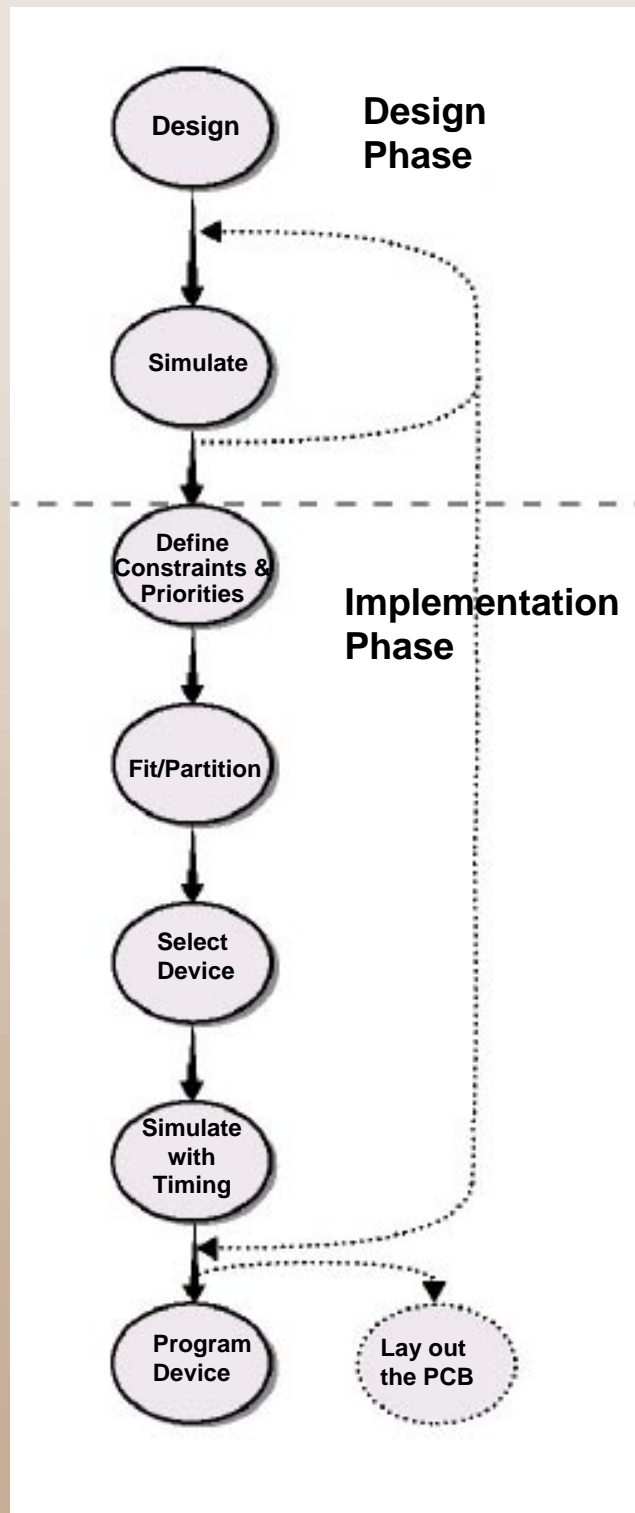 Design
Design
Phase
Simulate
Define
Constraints &
Priorities
Implementation
Phase
Fit/Partition
Select
Device
Simulate
with
Timing
Program
Device
Lay out
the PCB